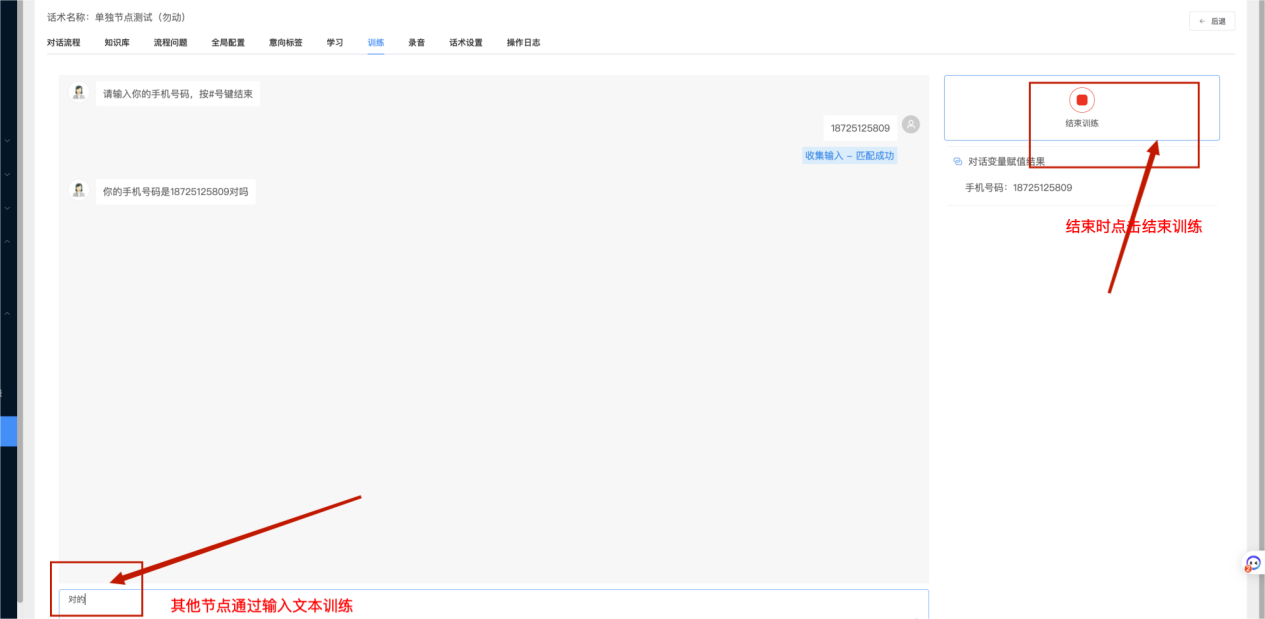 话术名称：单独节点测试（勿动）
← 后退
对话流程 知识库 流程问题 全局配置 意向标签 学习 训练 录音 话术设置 操作日志
请输入你的手机号码，按#号键结束
18725125809
收集输入 – 匹配成功
你的手机号码是18725125809对吗
结束训练
对话变量赋值结果
手机号码：18725125809
结束时点击结束训练
对的
其他节点通过输入文本训练
2